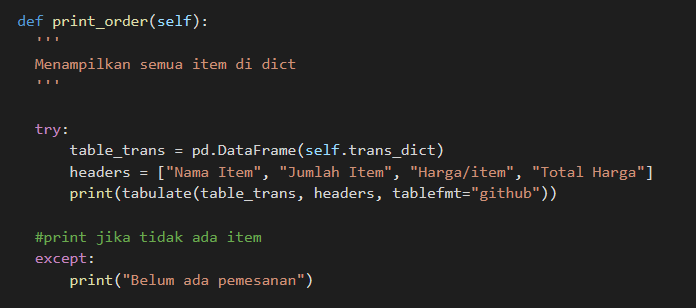 def print_order(self):
'''
Menampilkan semua item di dict
'''
try:
table_trans = pd.DataFrame(self.trans_dict)
headers = ["Nama Item", "Jumlah Item", "Harga/item", "Total Harga"]
print(tabulate(table_trans, headers, tablefmt="github"))
#print jika tidak ada item
except:
print("Belum ada pemesanan")